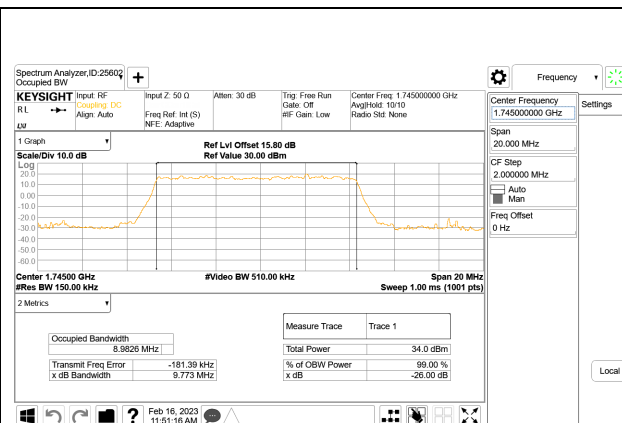 Spectrum Analyzer,ID:25602
Occupied BW
Frequency
KEYSIGHT
RL
Input: RF
Coupling: DC
Align: Auto
Input Z: 50 Ω
Freq Ref: Int (S)
NFE: Adaptive
Atten: 30 dB
Trig: Free Run
Gate: Off
#IF Gain: Low
Center Freq: 1.745000000 GHz
Avg|Hold: 10/10
Radio Std: None
Center Frequency
1.745000000 GHz
Settings
Span
20.000 MHz
CF Step
2.000000 MHz
Auto
Man
Freq Offset
0 Hz
1 Graph
Scale/Div 10.0 dB
Ref Lvl Offset 15.80 dB
Ref Value 30.00 dBm
Log
20.0
10.0
0.00
-10.0
-20.0
-30.0
-40.0
-50.0
-60.0
Center 1.74500 GHz
#Video BW 510.00 kHz
Span 20 MHz
#Res BW 150.00 kHz
Sweep 1.00 ms (1001 pts)
2 Metrics
Measure Trace
Trace 1
Occupied Bandwidth
8.9826 MHz
Total Power
34.0 dBm
Transmit Freq Error
-181.39 kHz
% of OBW Power
99.00 %
x dB Bandwidth
9.773 MHz
x dB
-26.00 dB
Local
?
Feb 16, 2023
11:51:16 AM